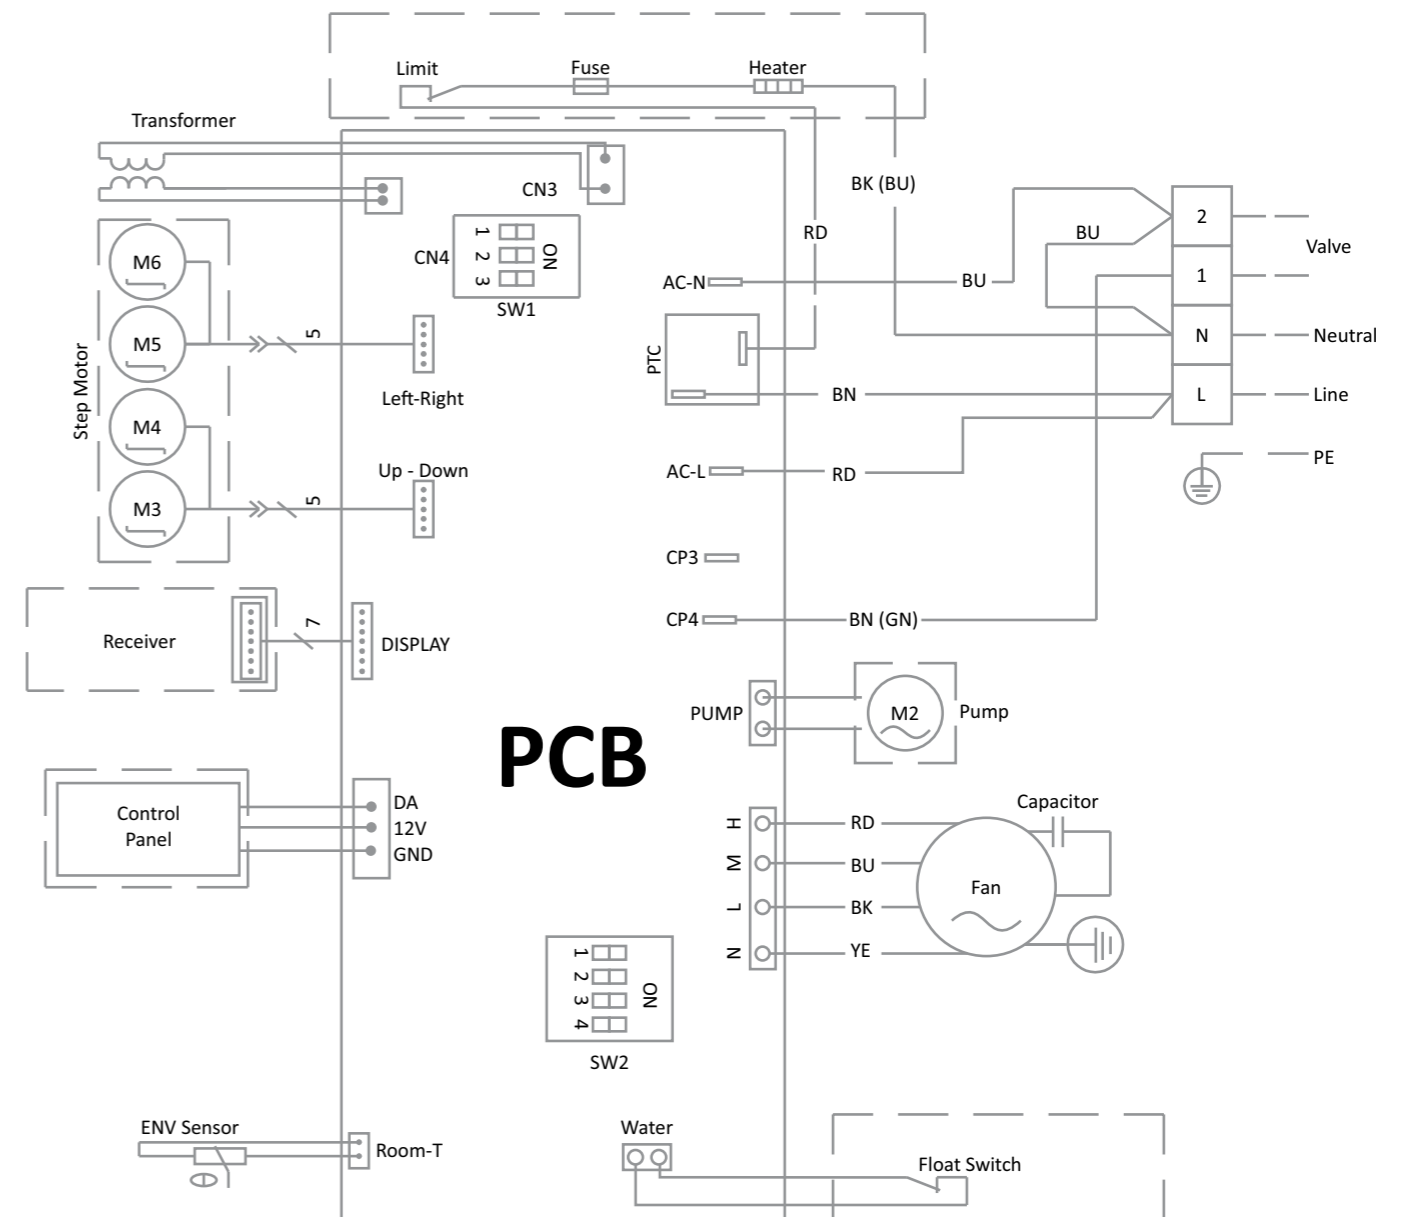 Limit
Fuse
Heater
Transformer
CN3
BK (BU)
RD
CN4
1
2
3
ON
SW1
M6
M5
M4
M3
Step Motor
5
Left-Right
Up - Down
5
AC-N
BU
BU
2
1
N
L
Valve
Neutral
Line
PE
PTC
BN
AC-L
RD
CP3
CP4
BN (GN)
Receiver
7
DISPLAY
PUMP
M2
Pump
PCB
Control
Panel
DA
12V
GND
H
M
L
N
RD
BU
BK
YE
Capacitor
Fan
1
2
3
4
ON
SW2
ENV Sensor
Room-T
Water
Float Switch